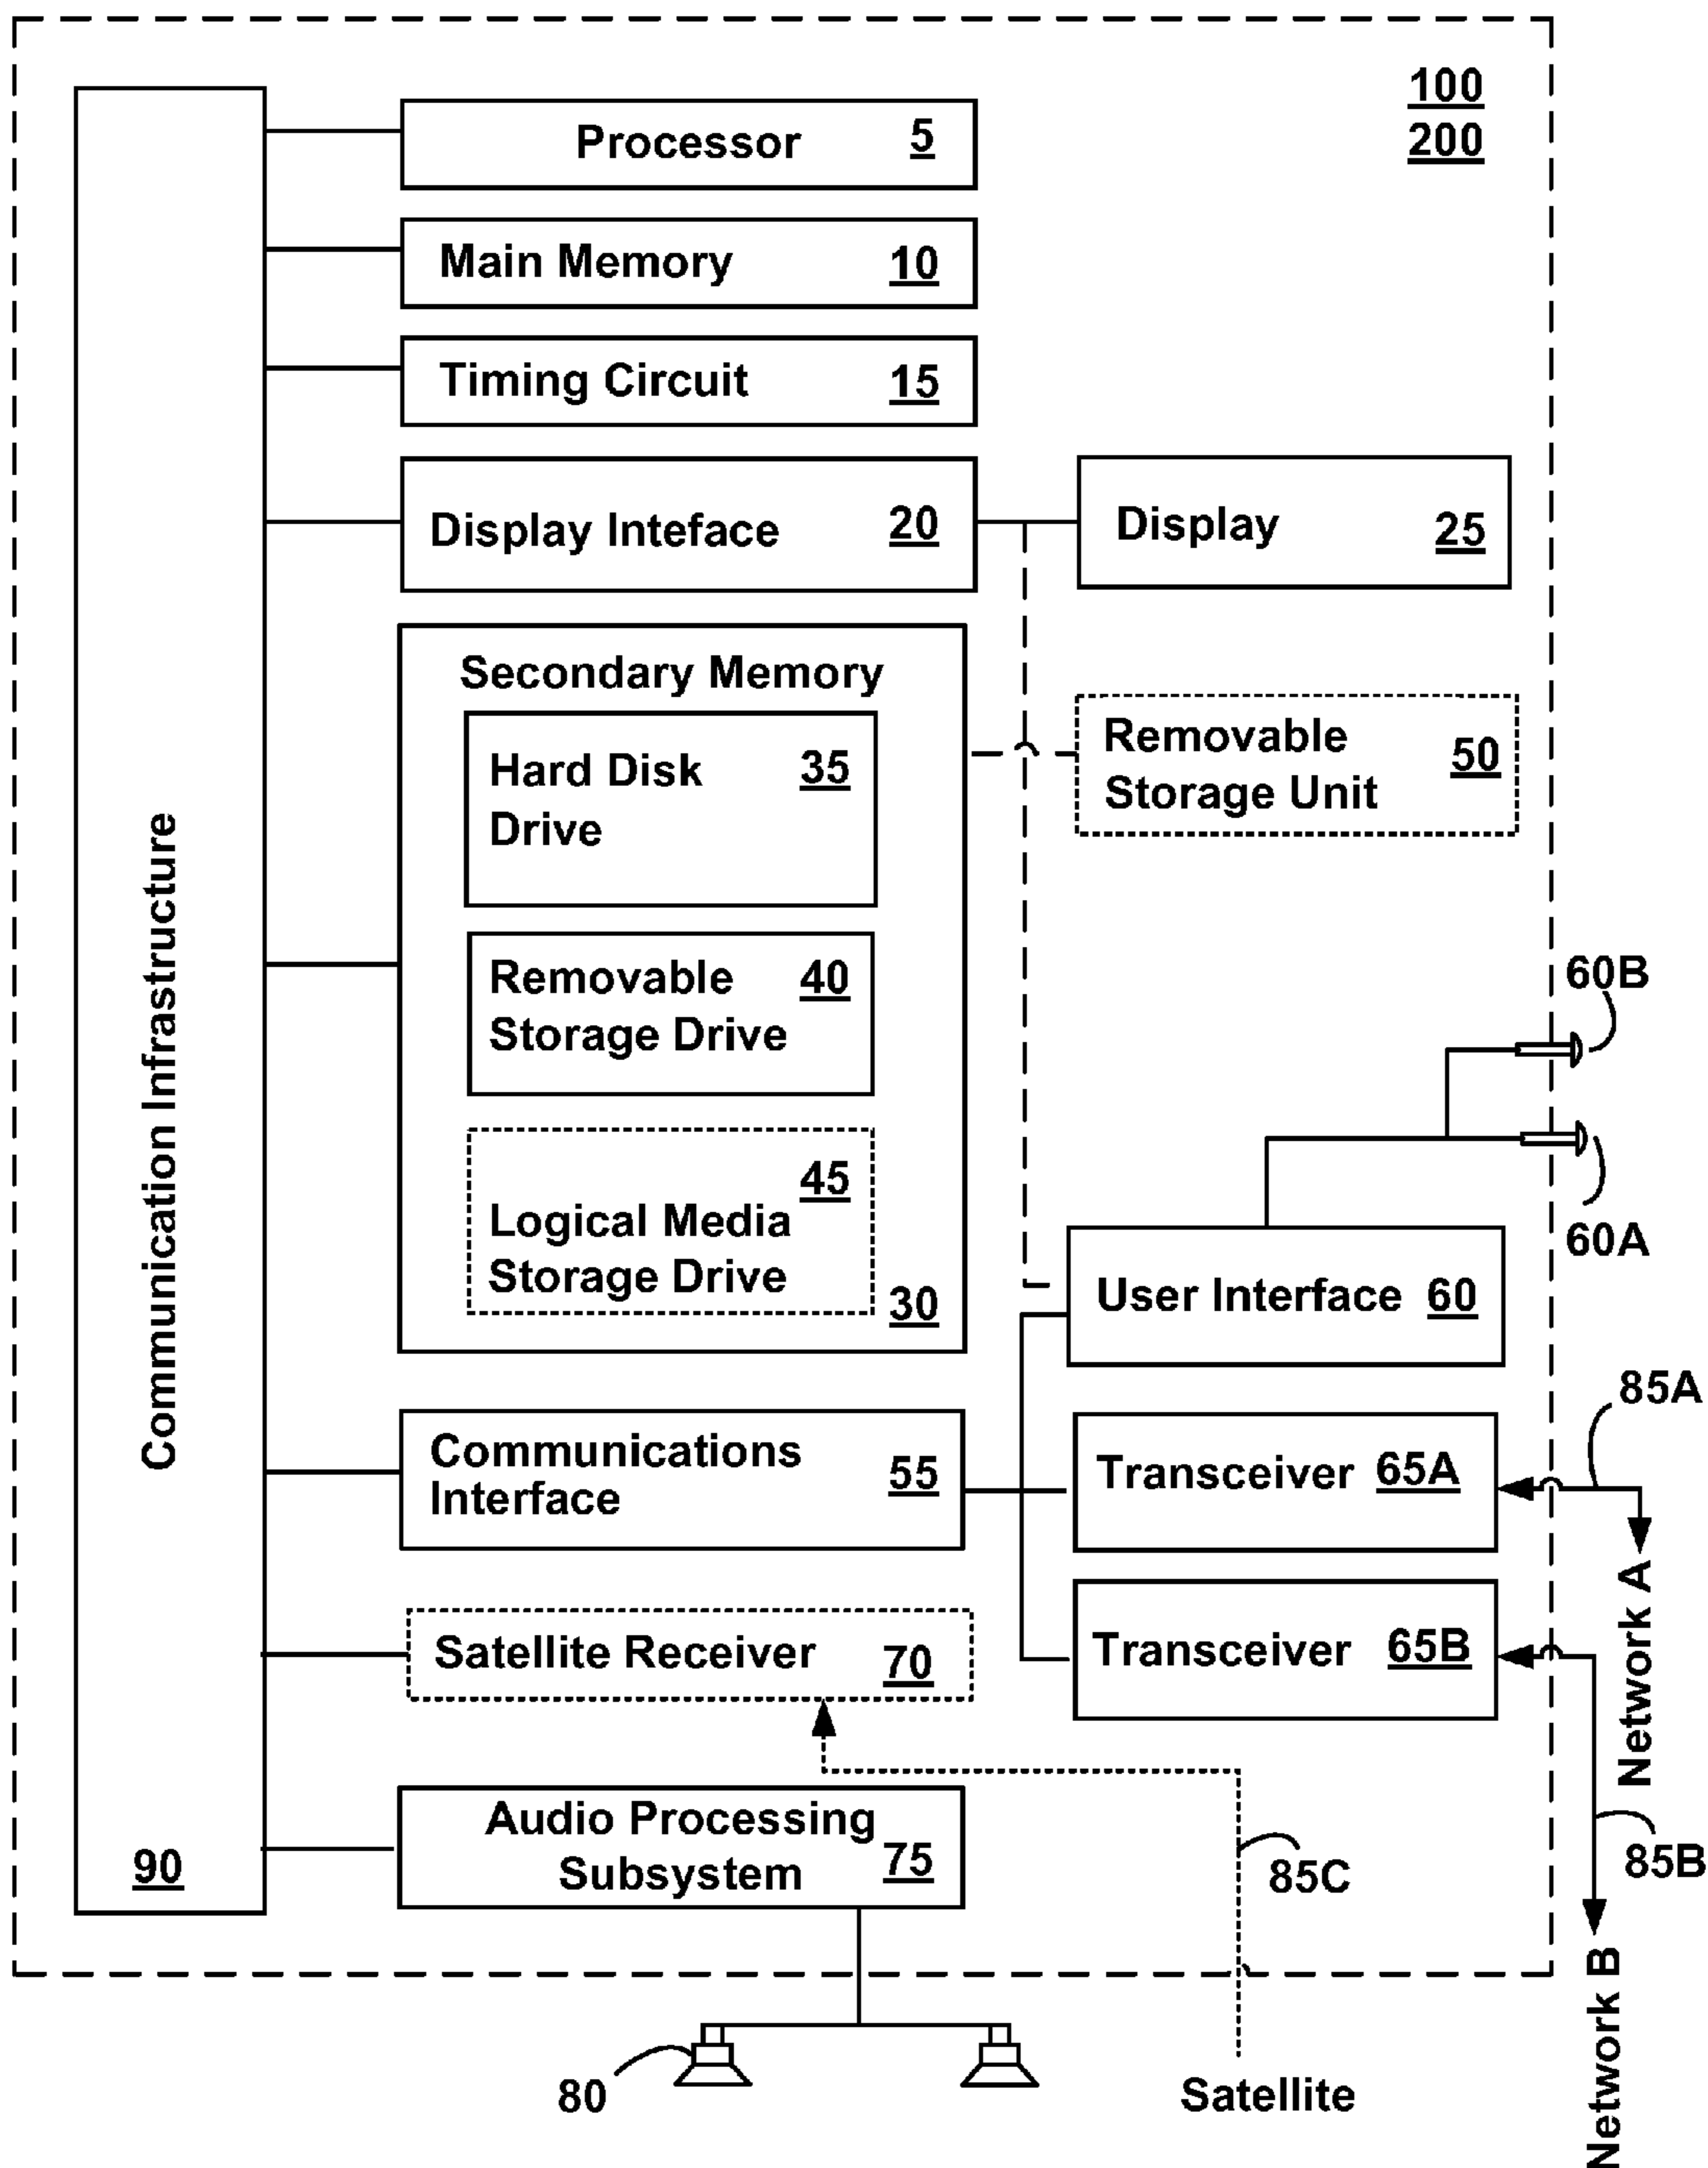 100
200
Processor 5
Main Memory 10
Timing Circuit 15
Display Inteface 20
Display 25
Secondary Memory
Hard Disk 35
Drive
Removable 40
Storage Drive
45
Logical Media
Storage Drive
30
Removable
Storage Unit
50
60B
60A
User Interface 60
Communications
Interface
55
Transceiver 65A
85A
Network A
Satellite Receiver 70
Transceiver 65B
85B
Network B
Audio Processing
Subsystem
75
85C
Satellite
80
Communication Infrastructure
90